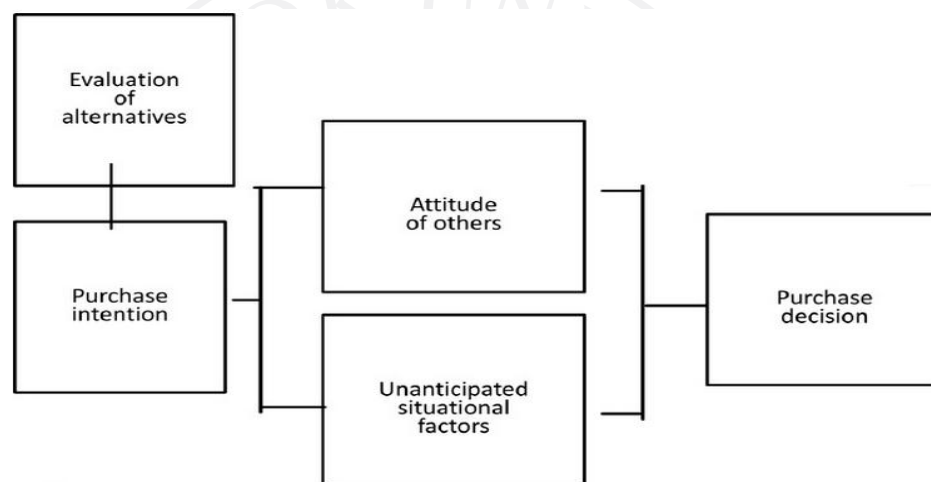 Evaluation
of
alternatives
Purchase
intention
Attitude
of others
Unanticipated
situational
factors
Purchase
decision